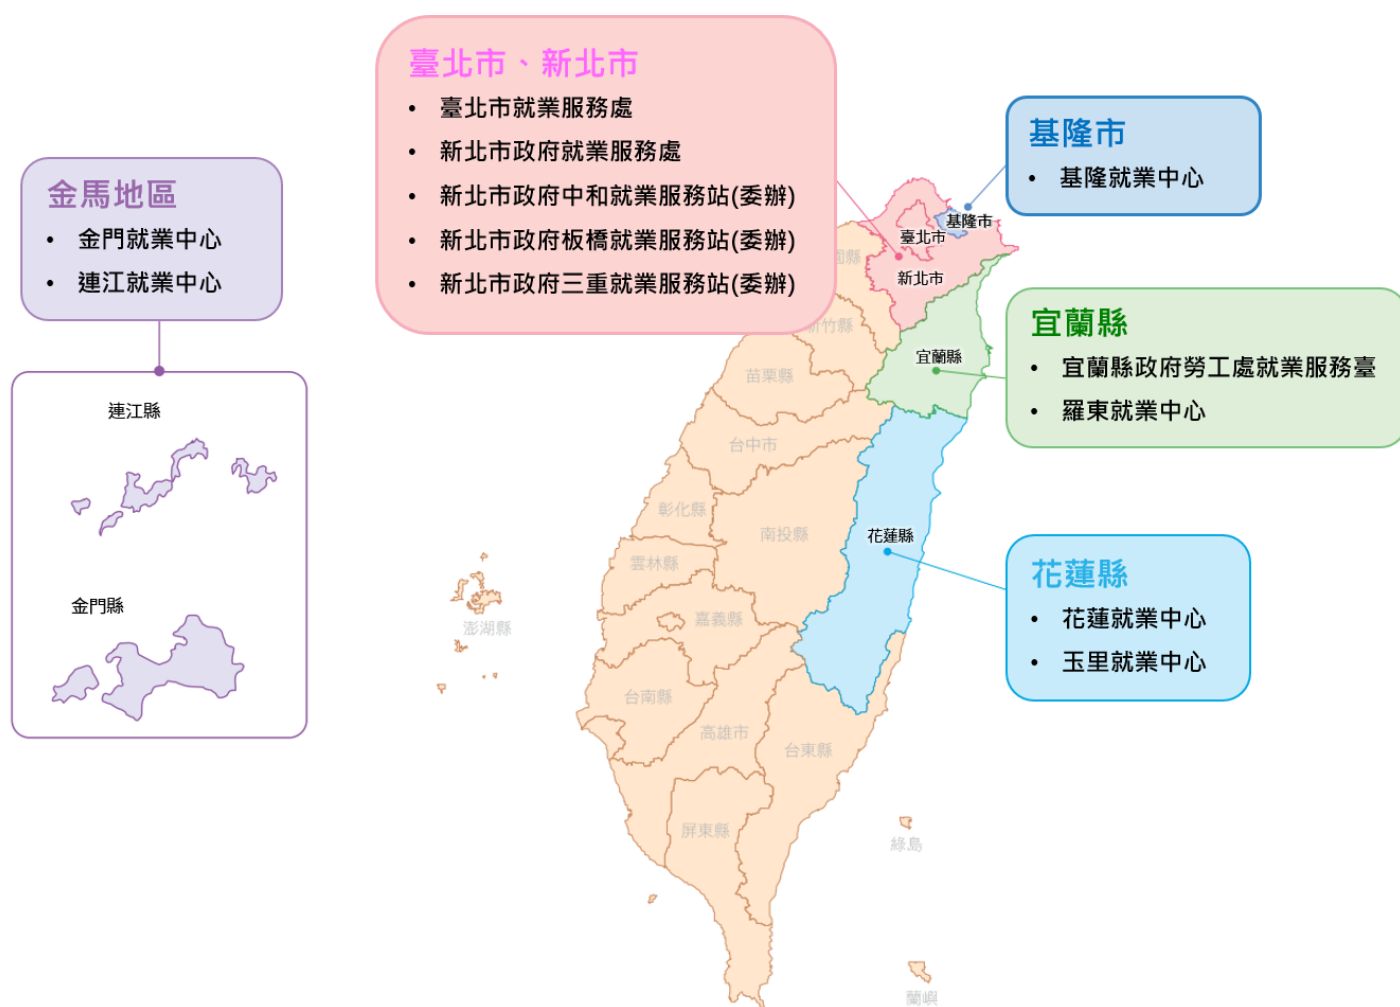 臺北市、新北市
• 臺北市就業服務處
• 新北市政府就業服務處
• 新北市政府中和就業服務站(委辦)
• 新北市政府板橋就業服務站(委辦)
• 新北市政府三重就業服務站(委辦)
基隆市
• 基隆就業中心
金馬地區
• 金門就業中心
• 連江就業中心
連江縣
金門縣
宜蘭縣
• 宜蘭縣政府勞工處就業服務臺
• 羅東就業中心
花蓮縣
• 花蓮就業中心
• 玉里就業中心
基隆市
臺北市
新北市
園縣
新竹縣
宜蘭縣
苗栗縣
台中市
彰化縣
南投縣
花蓮縣
雲林縣
嘉義縣
澎湖縣
台南縣
高雄市
台東縣
屏東縣
綠島
蘭嶼